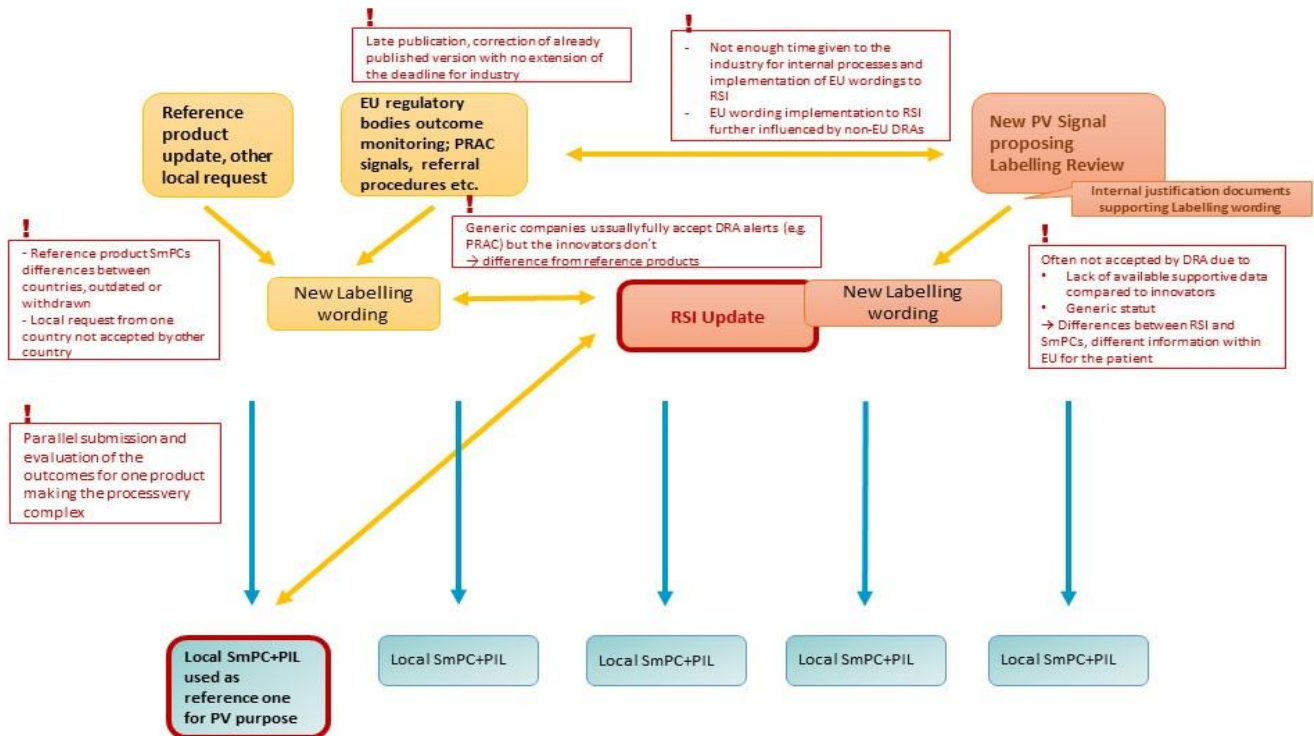 !
Late publication, correction of already
published version with no extension of
the deadline for industry
!
- Not enough time given to the
industry for internal processes and
implementation of EU wordings to
RSI
- EU wording implementation to RSI
further influenced by non-EU DRAs
Reference
product
update, other
local request
EU regulatory
bodies outcome
monitoring; PRAC
signals, referral
procedures etc.
New PV Signal
proposing
Labelling Review
Internal justification documents
supporting Labelling wording
!
Generic companies ussuallyfully accept DRA alerts (e.g.
PRAC) but the innovators don´t
→ difference from reference products
!
- Reference product SmPCs
differences between
countries, outdated or
withdrawn
- Local request from one
country not accepted by other
country
New Labelling
wording
RSI Update
New Labelling
wording
!
Often not accepted by DRA due to
• Lack of available supportive data
compared to innovators
• Generic statut
→ Differences between RSI and
SmPCs, different information within
EU for the patient
!
Parallel submission and
evaluation of the
outcomes for one product
making the process very
complex
Local SmPC+PIL
used as
reference one
for PV purpose
Local SmPC+PIL
Local SmPC+PIL
Local SmPC+PIL
Local SmPC+PIL